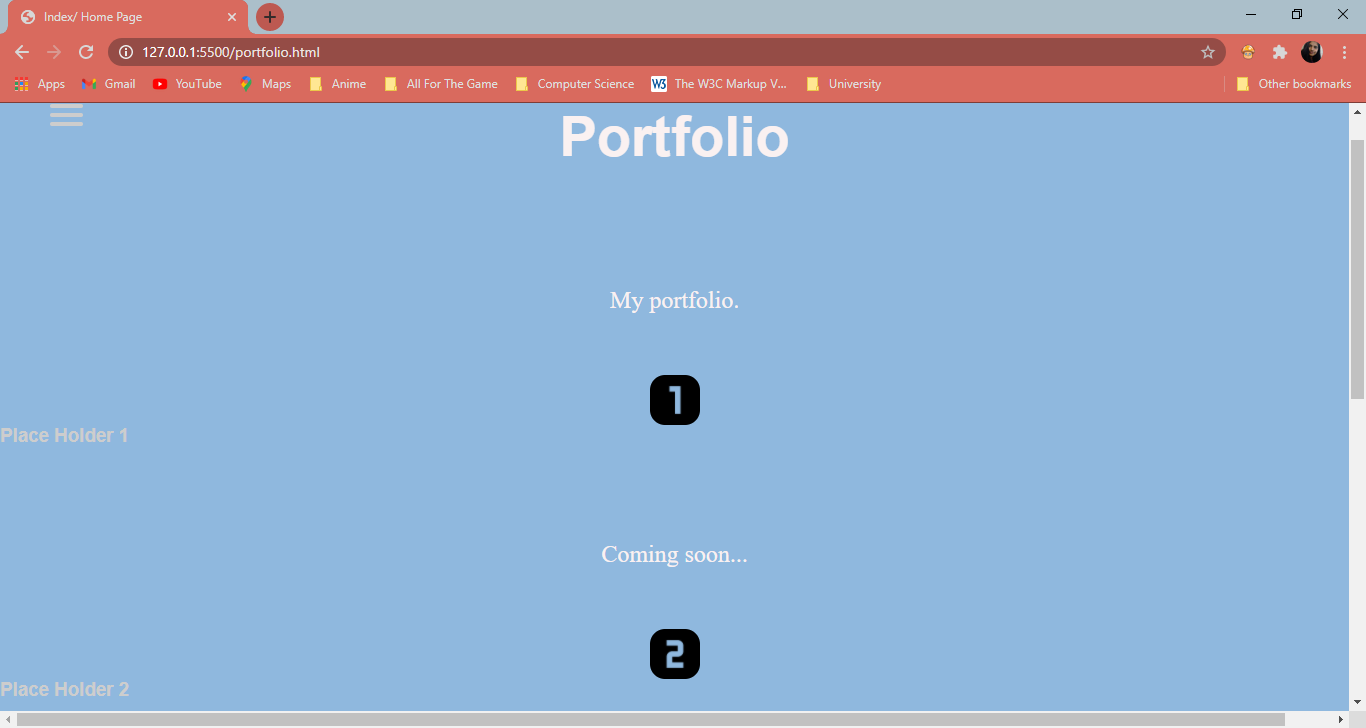 Index/ Home Page
127.0.0.1:5500/portfolio.html
Apps Gmail YouTube Maps Anime All For The Game Computer Science W3 The W3C Markup V... University Other bookmarks
Portfolio
My portfolio.
1
Place Holder 1
Coming soon...
2
Place Holder 2